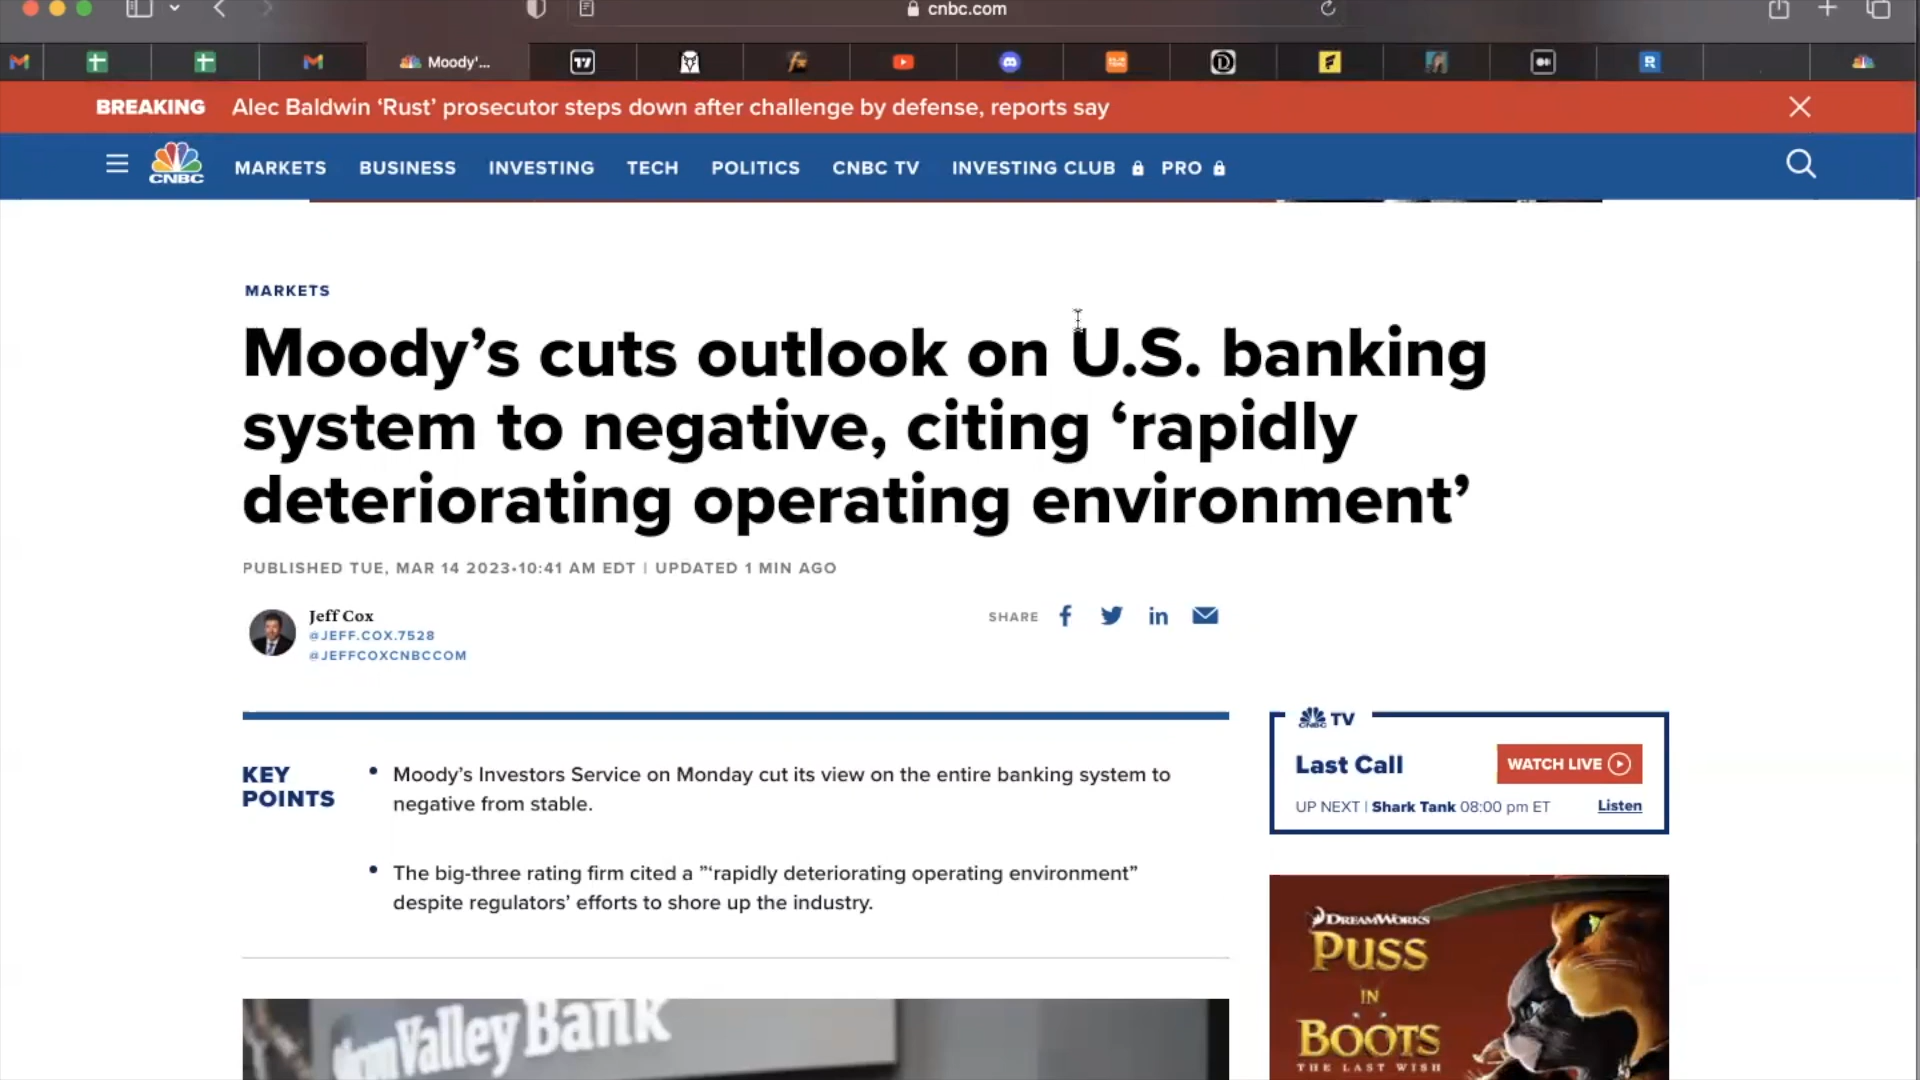 cnbc.com
Moody'...
BREAKING Alec Baldwin ‘Rust’ prosecutor steps down after challenge by defense, reports say
CNBC MARKETS BUSINESS INVESTING TECH POLITICS CNBC TV INVESTING CLUB PRO
MARKETS
Moody’s cuts outlook on U.S. banking
system to negative, citing ‘rapidly
deteriorating operating environment’
PUBLISHED TUE, MAR 14 2023•10:41 AM EDT | UPDATED 1 MIN AGO
Jeff Cox
@JEFF.COX.7528
@JEFFCOXCNBCCOM
SHARE
KEY
POINTS
• Moody’s Investors Service on Monday cut its view on the entire banking system to
negative from stable.
• The big-three rating firm cited a ”‘rapidly deteriorating operating environment”
despite regulators’ efforts to shore up the industry.
CNBC TV
Last Call
WATCH LIVE
UP NEXT | Shark Tank 08:00 pm ET
Listen
Valley Bank
DREAMWORKS
PUSS
IN
BOOTS
THE LAST WISH